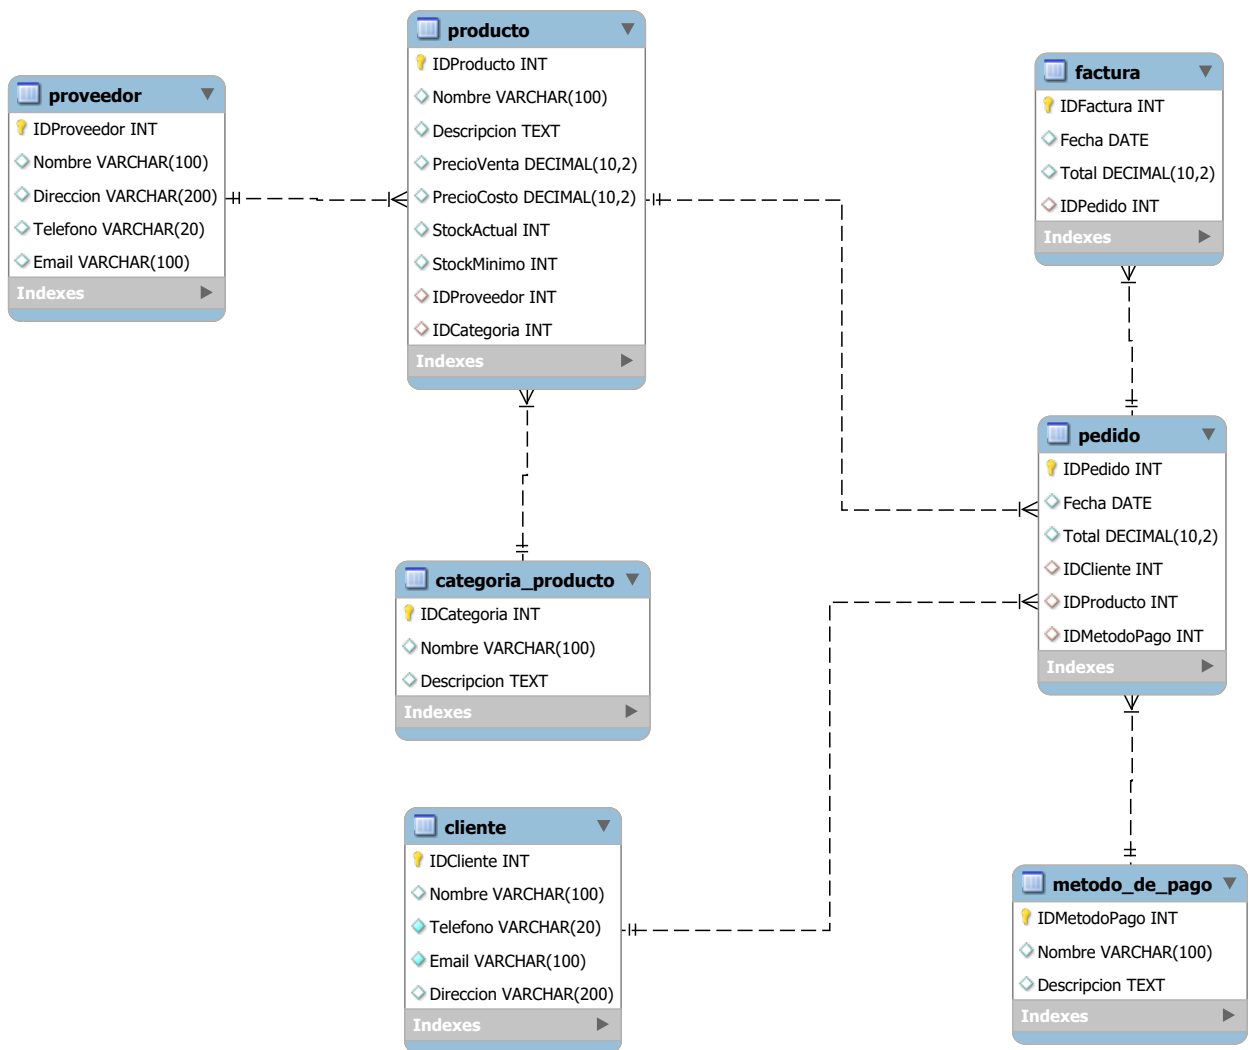 proveedor
IDProveedor INT
Nombre VARCHAR(100)
Direccion VARCHAR(200)
Telefono VARCHAR(20)
Email VARCHAR(100)
Indexes
producto
IDProducto INT
Nombre VARCHAR(100)
Descripcion TEXT
PrecioVenta DECIMAL(10,2)
PrecioCosto DECIMAL(10,2)
StockActual INT
StockMinimo INT
IDProveedor INT
IDCategoria INT
Indexes
factura
IDFactura INT
Fecha DATE
Total DECIMAL(10,2)
IDPedido INT
Indexes
pedido
IDPedido INT
Fecha DATE
Total DECIMAL(10,2)
IDCliente INT
IDProducto INT
IDMetodoPago INT
Indexes
categoria_producto
IDCategoria INT
Nombre VARCHAR(100)
Descripcion TEXT
Indexes
cliente
IDCliente INT
Nombre VARCHAR(100)
Telefono VARCHAR(20)
Email VARCHAR(100)
Direccion VARCHAR(200)
Indexes
metodo_de_pago
IDMetodoPago INT
Nombre VARCHAR(100)
Descripcion TEXT
Indexes